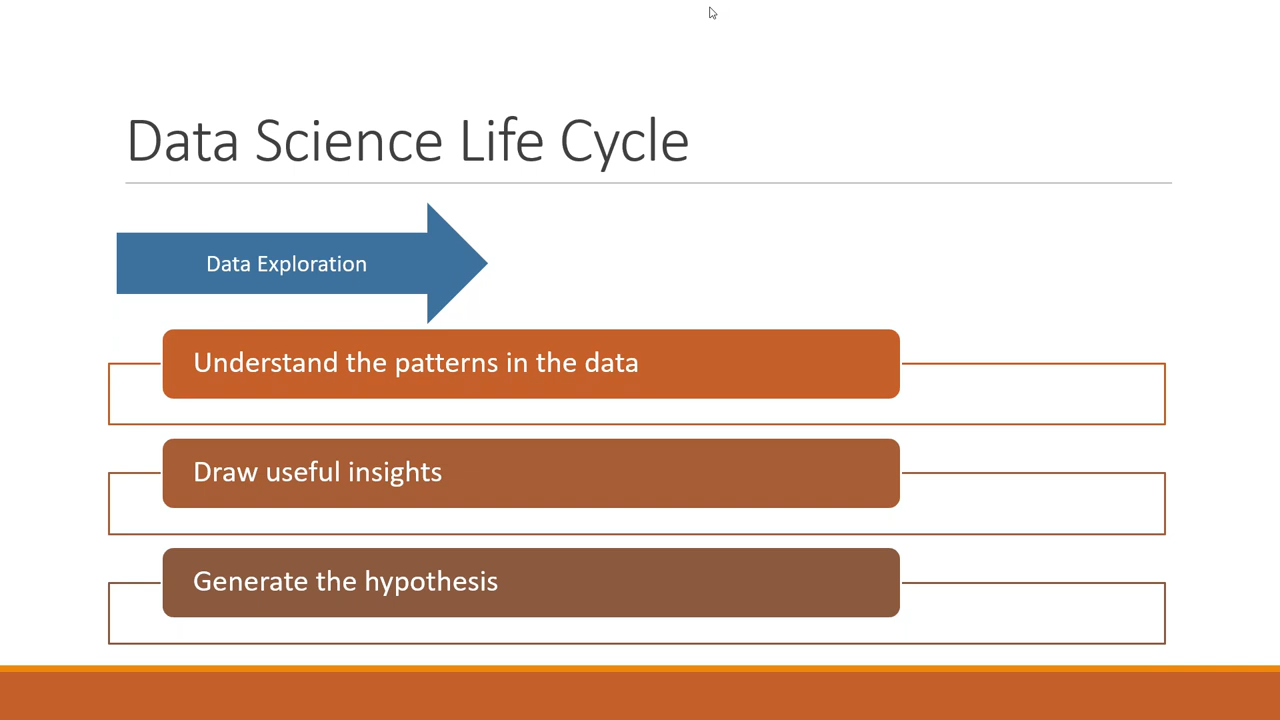 Data Science Life Cycle
Data Exploration
Understand the patterns in the data
Draw useful insights
Generate the hypothesis